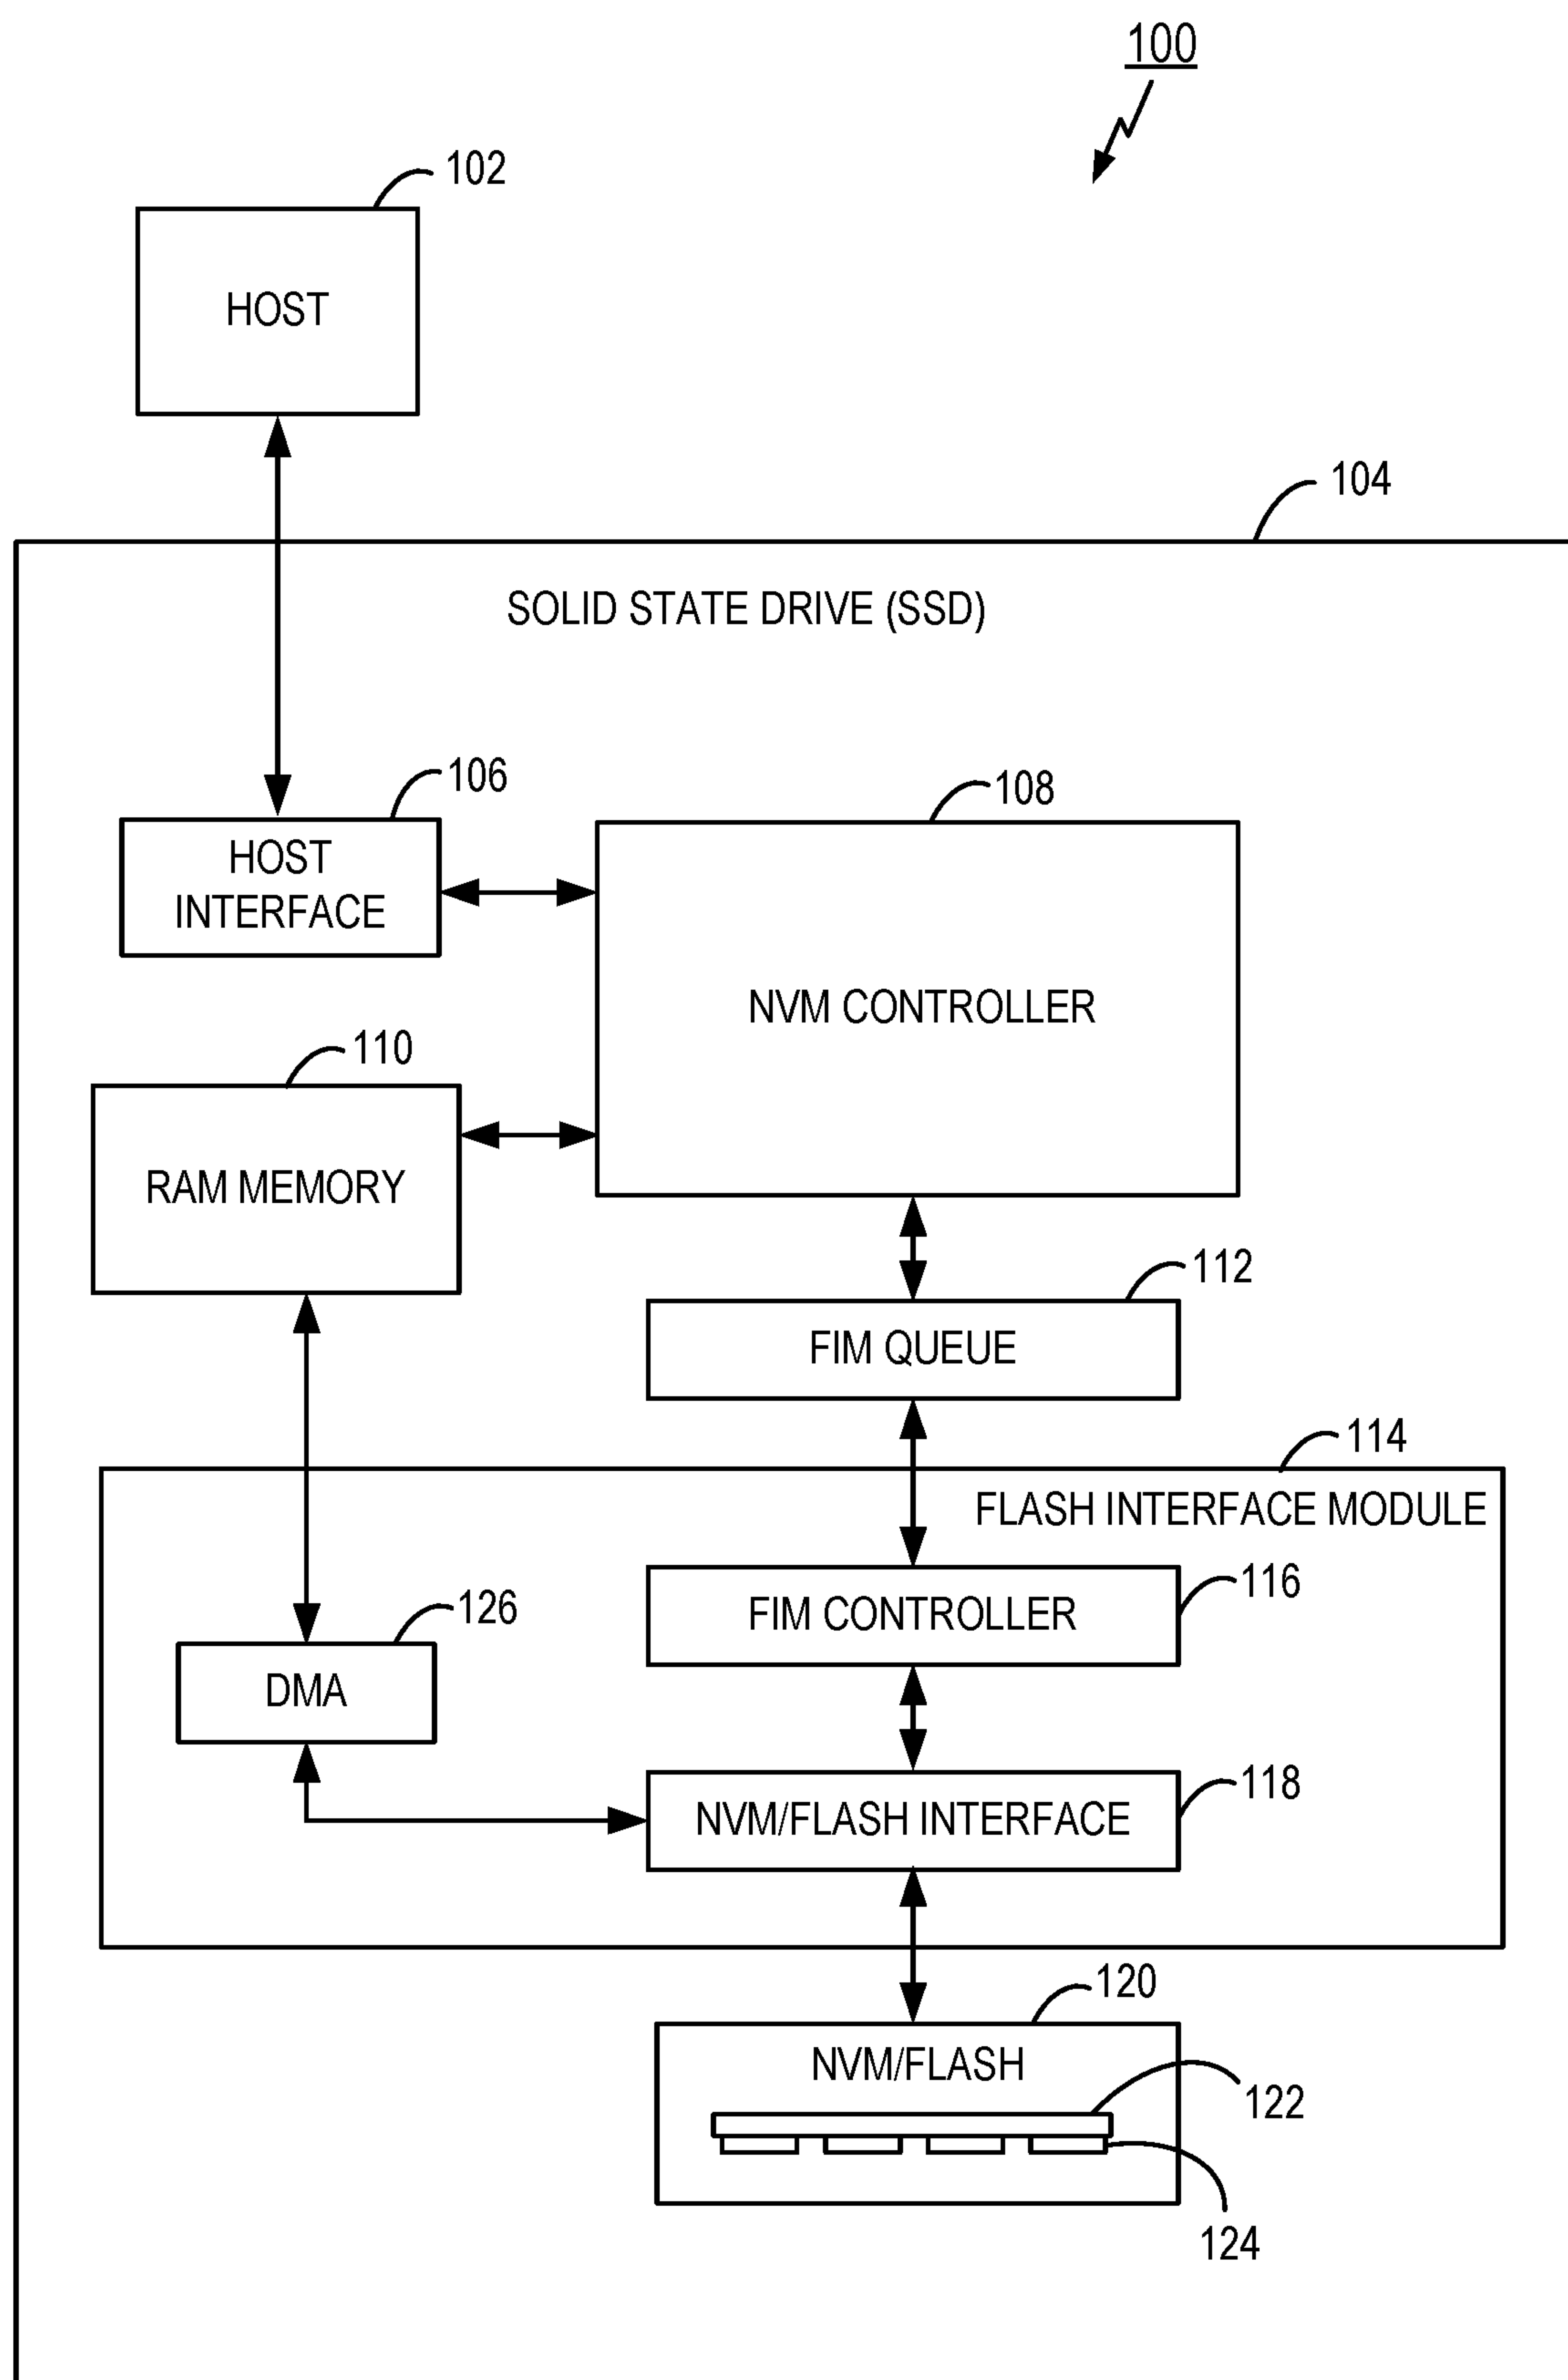 100
102
HOST
104
SOLID STATE DRIVE (SSD)
106
HOST
INTERFACE
108
NVM CONTROLLER
110
RAM MEMORY
112
FIM QUEUE
114
FLASH INTERFACE MODULE
116
FIM CONTROLLER
126
DMA
118
NVM/FLASH INTERFACE
120
NVM/FLASH
122
124